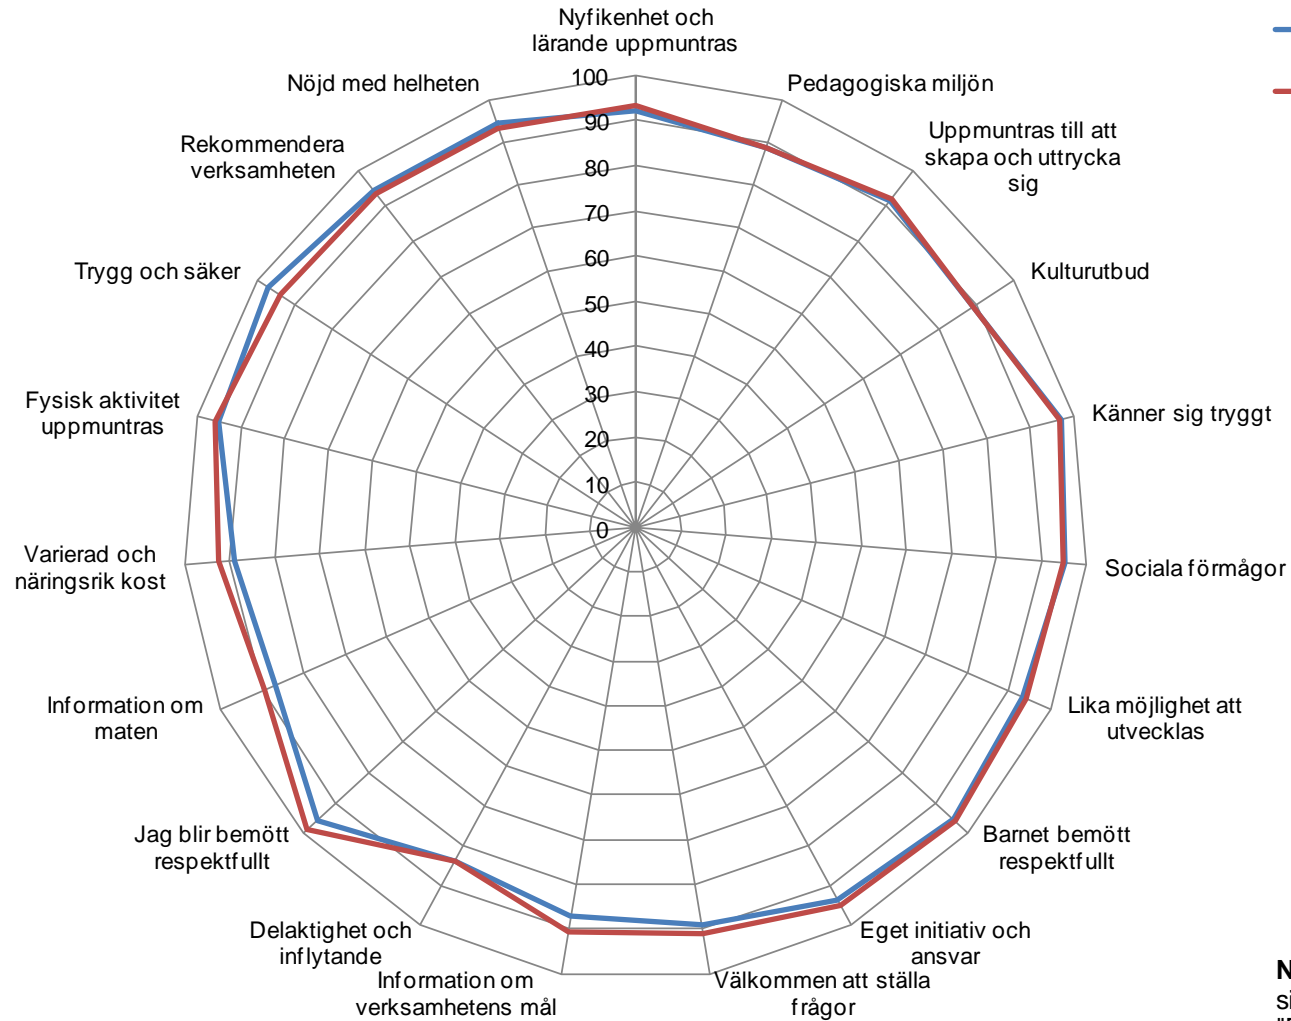 Nyfikenhet och
lärande uppmuntras
Pedagogiska miljön
Uppmuntras till att
skapa och uttrycka
sig
Kulturutbud
Känner sig tryggt
Sociala förmågor
Lika möjlighet att
utvecklas
Barnet bemött
respektfullt
Eget initiativ och
ansvar
Välkommen att ställa
frågor
Information om
verksamhetens mål
Delaktighet och
inflytande
Jag blir bemött
respektfullt
Information om
maten
Varierad och
näringsrik kost
Fysisk aktivitet
uppmuntras
Trygg och säker
Rekommendera
verksamheten
Nöjd med helheten
100
90
80
70
60
50
40
30
20
10
0
N
si